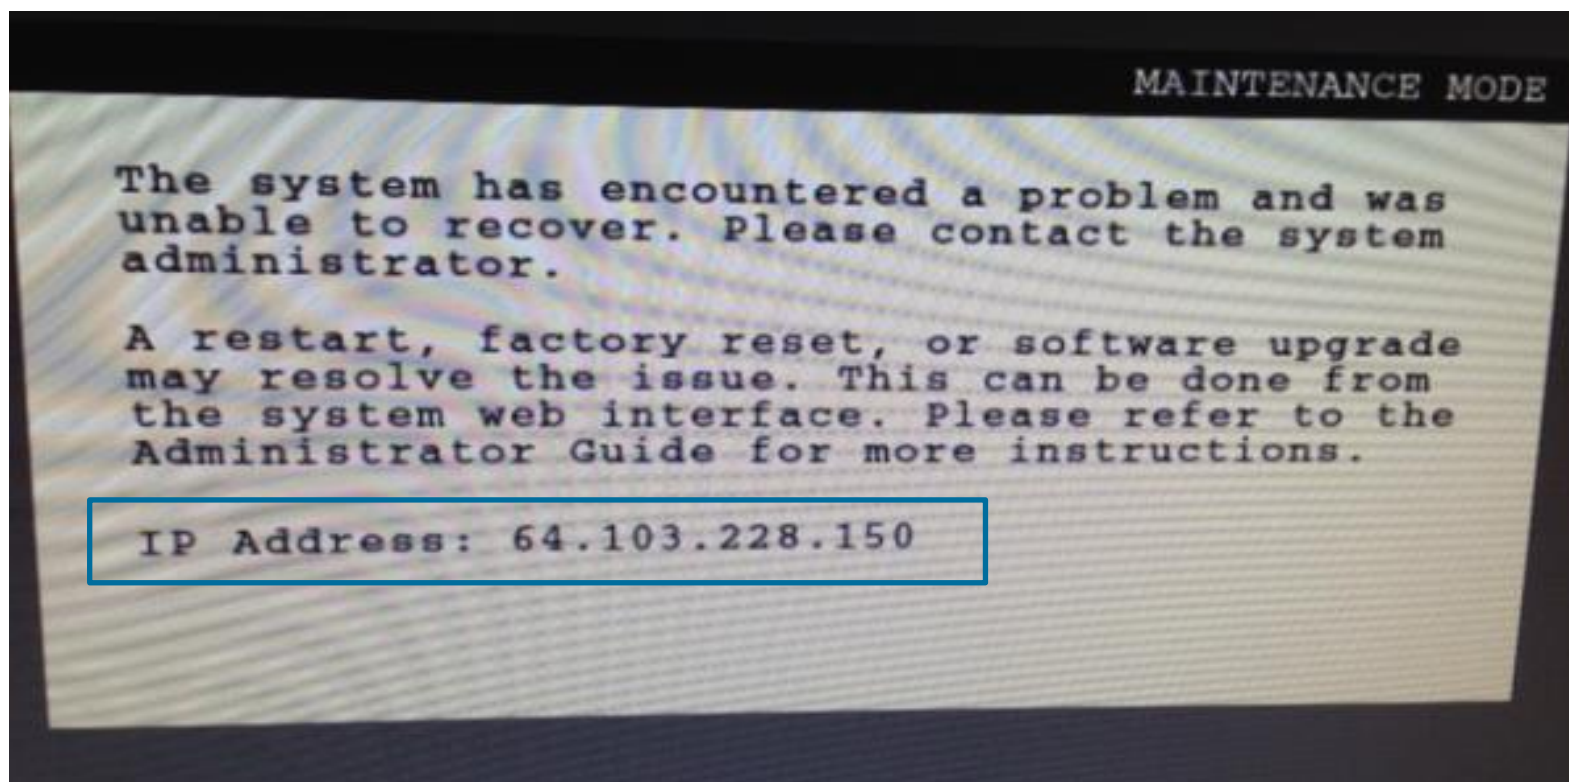 MAINTENANCE MODE
The system has encountered a problem and was
unable to recover. Please contact the system
administrator.
A restart, factory reset, or software upgrade
may resolve the issue. This can be done from
the system web interface. Please refer to the
Administrator Guide for more instructions.
IP Address: 64.103.228.150